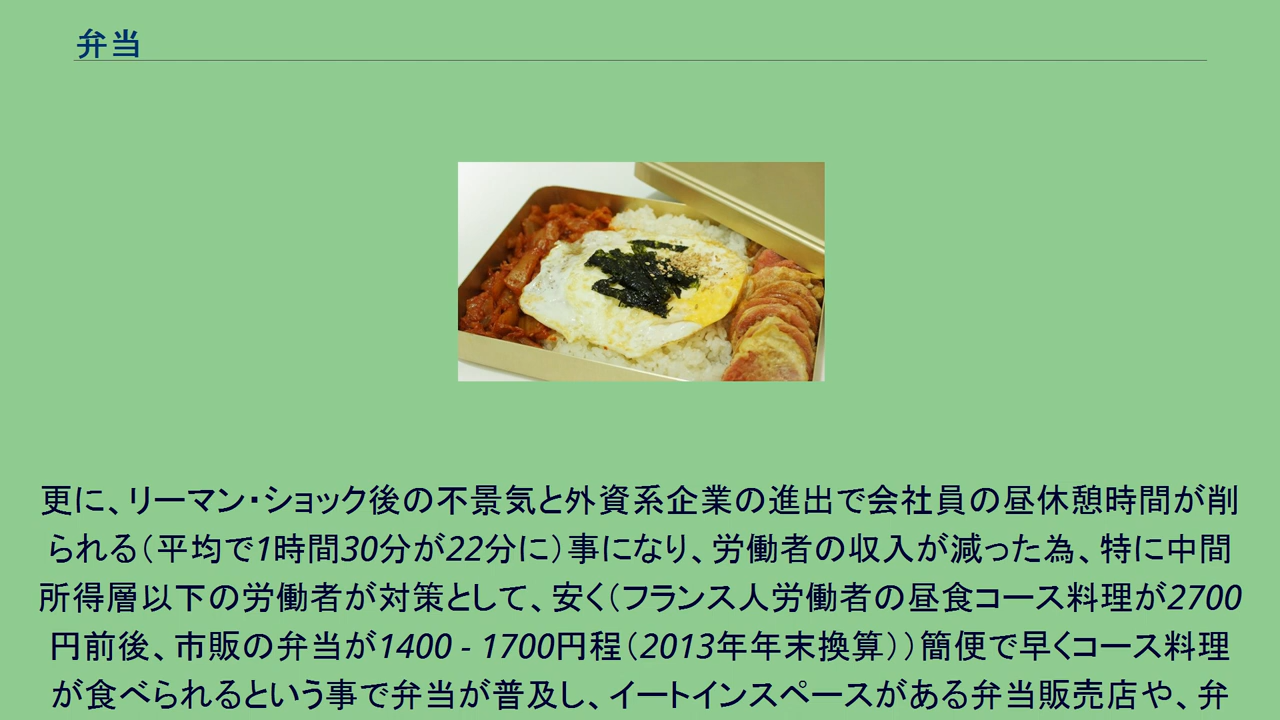 弁当
更に、リーマン・ショック後の不景気と外資系企業の進出で会社員の昼休憩時間が削
られる（平均で1時間30分が22分に）事になり、労働者の収入が減った為、特に中間
所得層以下の労働者が対策として、安く（フランス人労働者の昼食コース料理が2700
円前後、市販の弁当が1400 - 1700円程（2013年年末換算））簡便で早くコース料理
が食べられるという事で弁当が普及し、イートインスペースがある弁当販売店や、弁